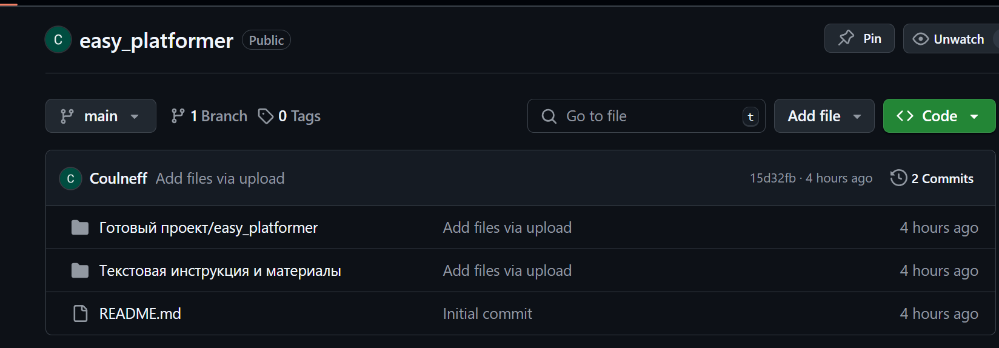 C easy_platformer Public Pin Unwatch
main 1 Branch 0 Tags Go to file t Add file Code
C Coulneff Add files via upload 15d32fb · 4 hours ago 2 Commits
Готовый проект/easy_platformer Add files via upload 4 hours ago
Текстовая инструкция и материалы Add files via upload 4 hours ago
README.md Initial commit 4 hours ago